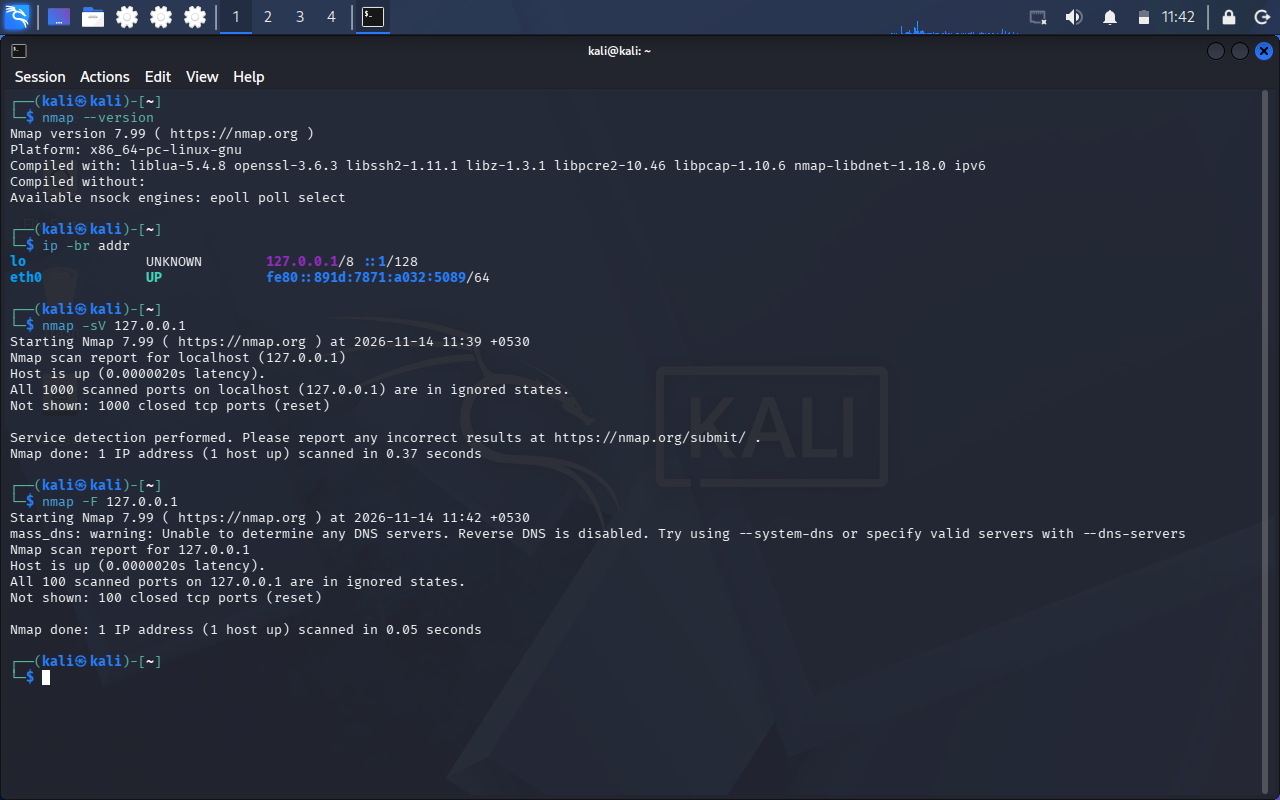 1 2 3 4 11:42
kali@kali: ~
Session Actions Edit View Help
┌──(kali㉿kali)-[~]
└─$ nmap --version
Nmap version 7.99 ( https://nmap.org )
Platform: x86_64-pc-linux-gnu
Compiled with: liblua-5.4.8 openssl-3.6.3 libssh2-1.11.1 libz-1.3.1 libpcre2-10.46 libpcap-1.10.6 nmap-libdnet-1.18.0 ipv6
Compiled without:
Available nsock engines: epoll poll select
┌──(kali㉿kali)-[~]
└─$ ip -br addr
lo UNKNOWN 127.0.0.1/8 ::1/128
eth0 UP fe80::891d:7871:a032:5089/64
┌──(kali㉿kali)-[~]
└─$ nmap -sV 127.0.0.1
Starting Nmap 7.99 ( https://nmap.org ) at 2026-11-14 11:39 +0530
Nmap scan report for localhost (127.0.0.1)
Host is up (0.0000020s latency).
All 1000 scanned ports on localhost (127.0.0.1) are in ignored states.
Not shown: 1000 closed tcp ports (reset)
Service detection performed. Please report any incorrect results at https://nmap.org/submit/ .
Nmap done: 1 IP address (1 host up) scanned in 0.37 seconds
┌──(kali㉿kali)-[~]
└─$ nmap -F 127.0.0.1
Starting Nmap 7.99 ( https://nmap.org ) at 2026-11-14 11:42 +0530
mass_dns: warning: Unable to determine any DNS servers. Reverse DNS is disabled. Try using --system-dns or specify valid servers with --dns-servers
Nmap scan report for 127.0.0.1
Host is up (0.0000020s latency).
All 100 scanned ports on 127.0.0.1 are in ignored states.
Not shown: 100 closed tcp ports (reset)
Nmap done: 1 IP address (1 host up) scanned in 0.05 seconds
┌──(kali㉿kali)-[~]
└─$
KALI